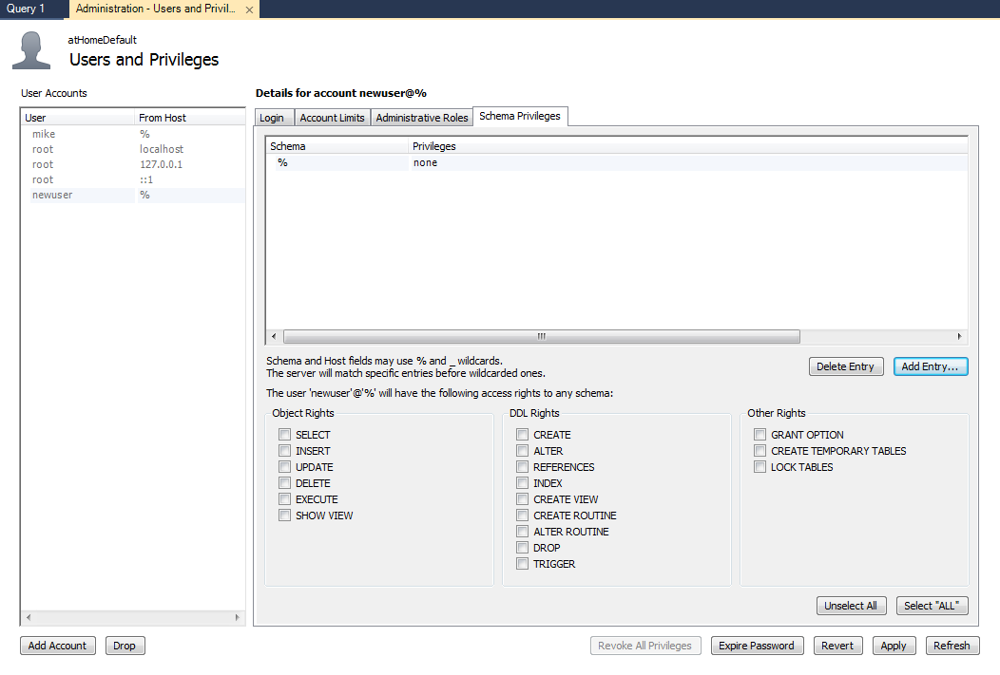 Query 1
Administration - Users and Privil...
atHomeDefault
Users and Privileges
User Accounts
Details for account newuser@%
User From Host
mike %
root localhost
root 127.0.0.1
root ::1
newuser %
Login Account Limits Administrative Roles Schema Privileges
Schema Privileges
% none
Schema and Host fields may use % and _ wildcards.
The server will match specific entries before wildcarded ones.
Delete Entry Add Entry...
The user 'newuser'@'%' will have the following access rights to any schema:
Object Rights
SELECT
INSERT
UPDATE
DELETE
EXECUTE
SHOW VIEW
DDL Rights
CREATE
ALTER
REFERENCES
INDEX
CREATE VIEW
CREATE ROUTINE
ALTER ROUTINE
DROP
TRIGGER
Other Rights
GRANT OPTION
CREATE TEMPORARY TABLES
LOCK TABLES
Unselect All Select "ALL"
Add Account Drop Revoke All Privileges Expire Password Revert Apply Refresh